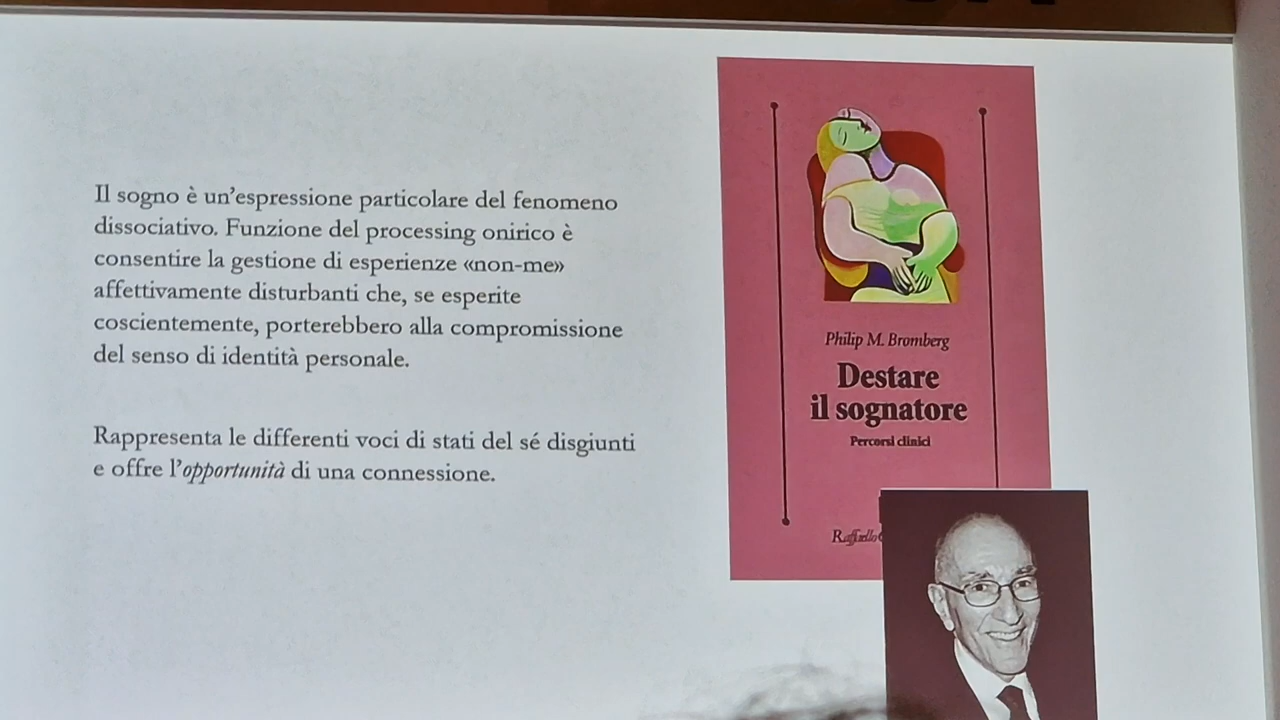 Il sogno è un'espressione particolare del fenomeno
dissociativo. Funzione del processing onirico è
consentire la gestione di esperienze «non-me»
affettivamente disturbanti che, se esperite
coscientemente, porterebbero alla compromissione
del senso di identità personale.
Rappresenta le differenti voci di stati del sé disgiunti
e offre l'opportunità di una connessione.
Philip M. Bromberg
Destare
il sognatore
Percorsi clinici
Raffaello